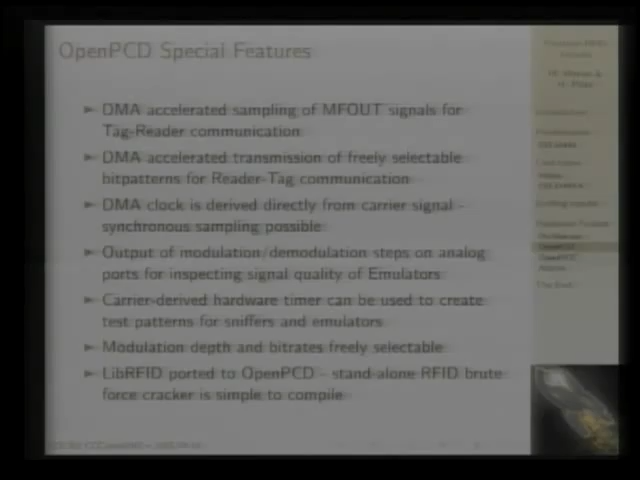 OpenPCD Special Features
DMA accelerated sampling of MFOUT signals for
Tag-Reader communication
DMA accelerated transmission of freely selectable
bitpatterns for Reader-Tag communication
DMA clock is derived directly from carrier signal -
synchronous sampling possible
Output of modulation/demodulation steps on analog
ports for inspecting signal quality of Emulators
Carrier-derived hardware timer can be used to create
test patterns for sniffers and emulators
Modulation depth and bitrates freely selectable
LibRFID ported to OpenPCD - stand-alone RFID brute
force cracker is simple to compile